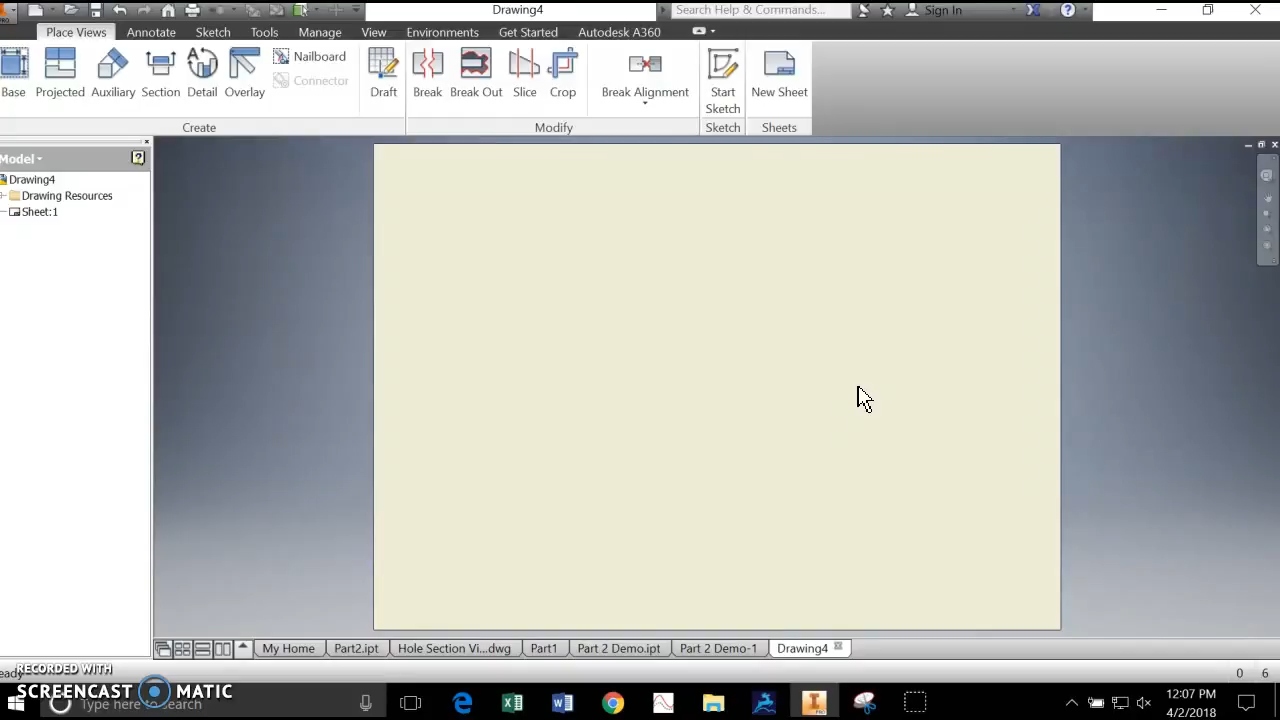 PRO
Drawing4
Search Help & Commands...
Sign In
Place Views
Annotate
Sketch
Tools
Manage
View
Environments
Get Started
Autodesk A360
Base
Projected
Auxiliary
Section
Detail
Overlay
Nailboard
Connector
Draft
Break
Break Out
Slice
Crop
Break Alignment
Start
Sketch
New Sheet
Create
Modify
Sketch
Sheets
Model
Drawing4
Drawing Resources
Sheet:1
My Home
Part2.ipt
Hole Section Vi...dwg
Part1
Part 2 Demo.ipt
Part 2 Demo-1
Drawing4
RECORDED WITH
SCREENCAST MATIC
eady
0 6
Type here to search
PRO
12:07 PM
4/2/2018